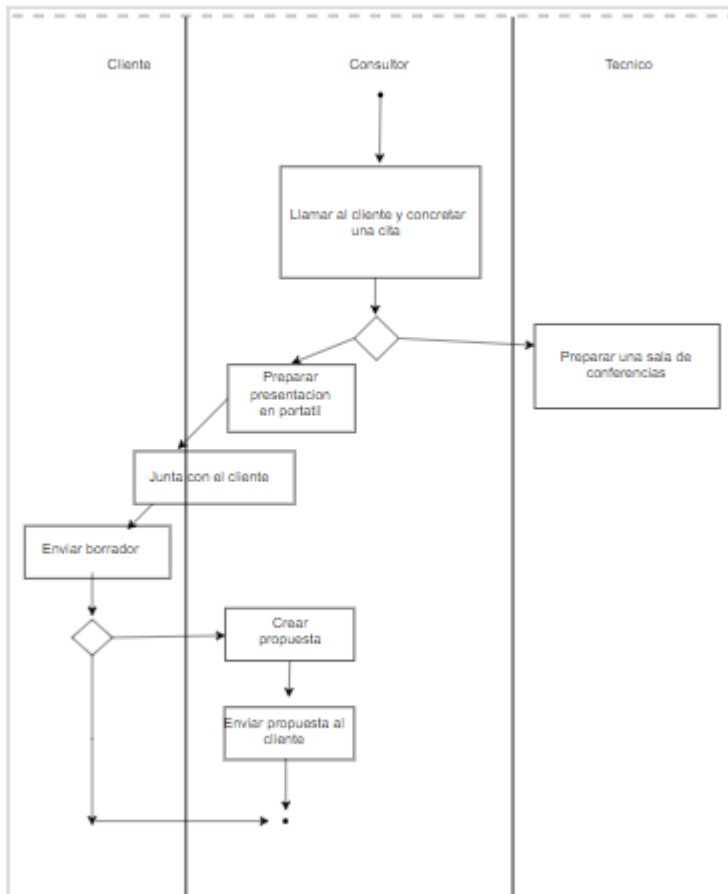 Cliente
Consultor
Tecnico
Llamar al cliente y concretar
una cita
Preparar una sala de
conferencias
Preparar
presentacion
en portatil
Junta con el cliente
Enviar borrador
Crear
propuesta
Enviar propuesta al
cliente